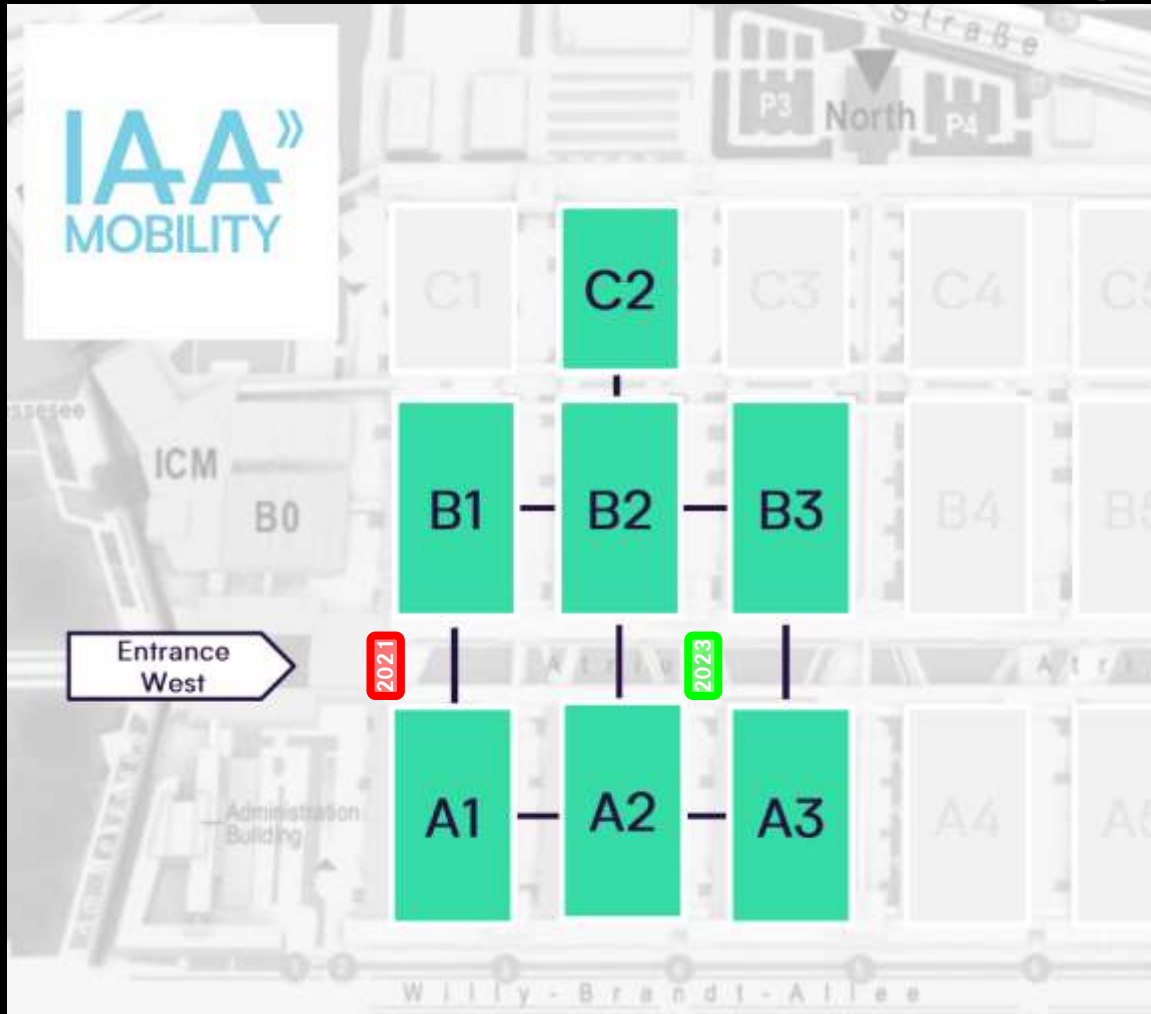 Straße
IAA»
MOBILITY
P3
North
P4
C1
C2
C3
C4
ssesee
ICM
B0
B1
B2
B3
B4
Entrance
West
2021
2023
A1
A2
A3
A4
Administration
Building
Willy-Brandt-Allee